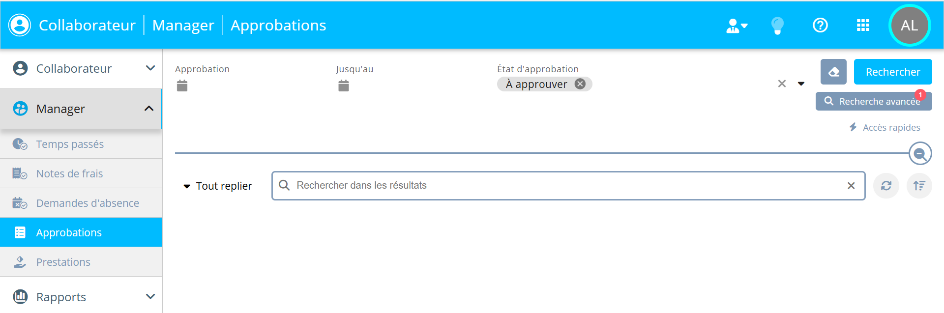 Collaborateur | Manager | Approbations
AL
Collaborateur
Manager
Temps passés
Notes de frais
Demandes d'absence
Approbations
Prestations
Rapports
Approbation
Jusqu'au
État d'approbation
À approuver
Rechercher
Recherche avancée
1
Accès rapides
Tout replier
Rechercher dans les résultats